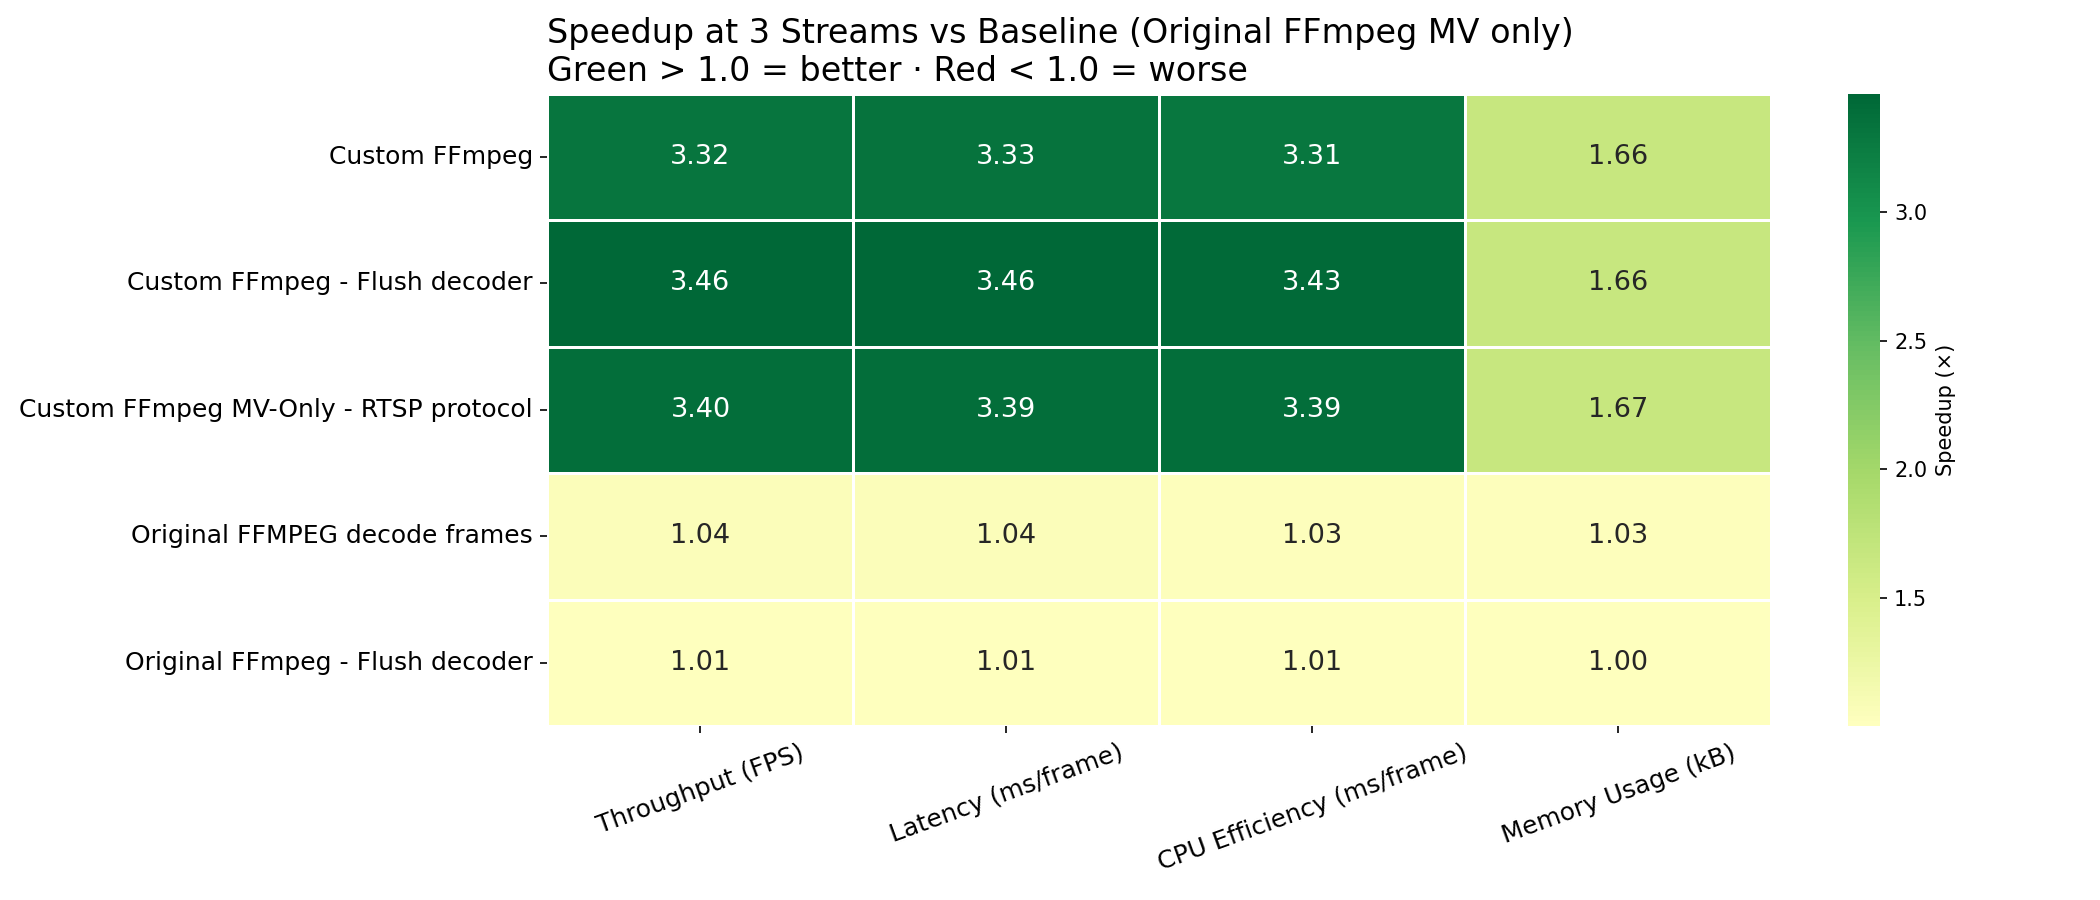 Speedup at 3 Streams vs Baseline (Original FFmpeg MV only)
Green > 1.0 = better · Red < 1.0 = worse
Custom FFmpeg
3.32
3.33
3.31
1.66
Custom FFmpeg - Flush decoder
3.46
3.46
3.43
1.66
Custom FFmpeg MV-Only - RTSP protocol
3.40
3.39
3.39
1.67
Original FFMPEG decode frames
1.04
1.04
1.03
1.03
Original FFmpeg - Flush decoder
1.01
1.01
1.01
1.00
Throughput (FPS)
Latency (ms/frame)
CPU Efficiency (ms/frame)
Memory Usage (kB)
3.0
2.5
2.0
1.5
Speedup (×)